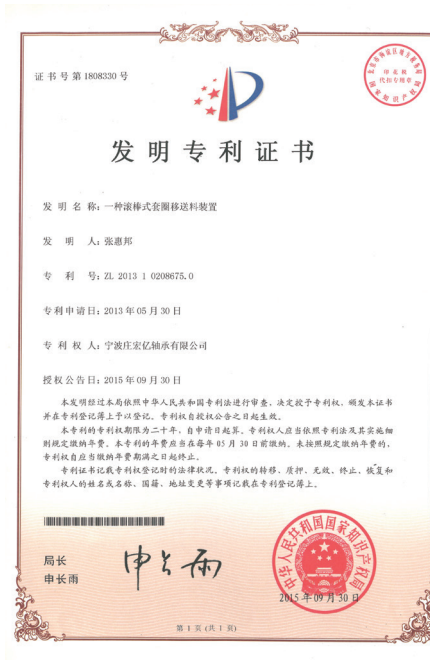 证书号第1808330号
印花税
代扣专用章
发明专利证书
发明名称:一种滚棒式套圈移送料装置
发明人:张惠邦
专利号:ZL 2013 1 0208675.0
专利申请日:2013年05月30日
专利权人:宁波庄宏亿轴承有限公司
授权公告日:2015年09月30日
本发明经过本局依照中华人民共和国专利法进行审查,决定授予专利权,颁发本证书
并在专利登记簿上予以登记。专利权自授权公告之日起生效。
本专利的专利权期限为二十年,自申请日起算。专利权人应当依照专利法及其实施细
则规定缴纳年费。本专利的年费应当在每年05月30日前缴纳。未按照规定缴纳年费的,
专利权自应当缴纳年费期满之日起终止。
专利证书记载专利权登记时的法律状况。专利权的转移、质押、无效、终止、恢复和
专利权人的姓名或名称、国籍、地址变更等事项记载在专利登记簿上。
局长
申长雨
申长雨
中华人民共和国国家知识产权局
2015年09月30日
第1页(共1页)